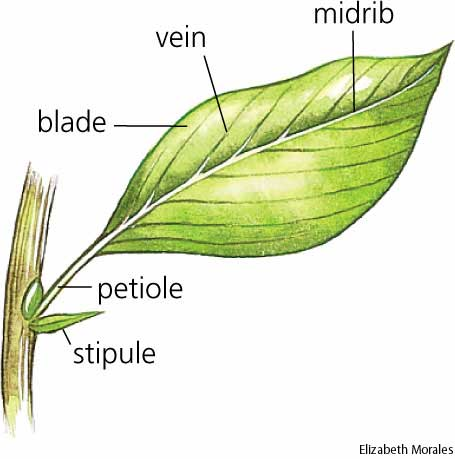 midrib
vein
blade
petiole
stipule
Elizabeth Morales